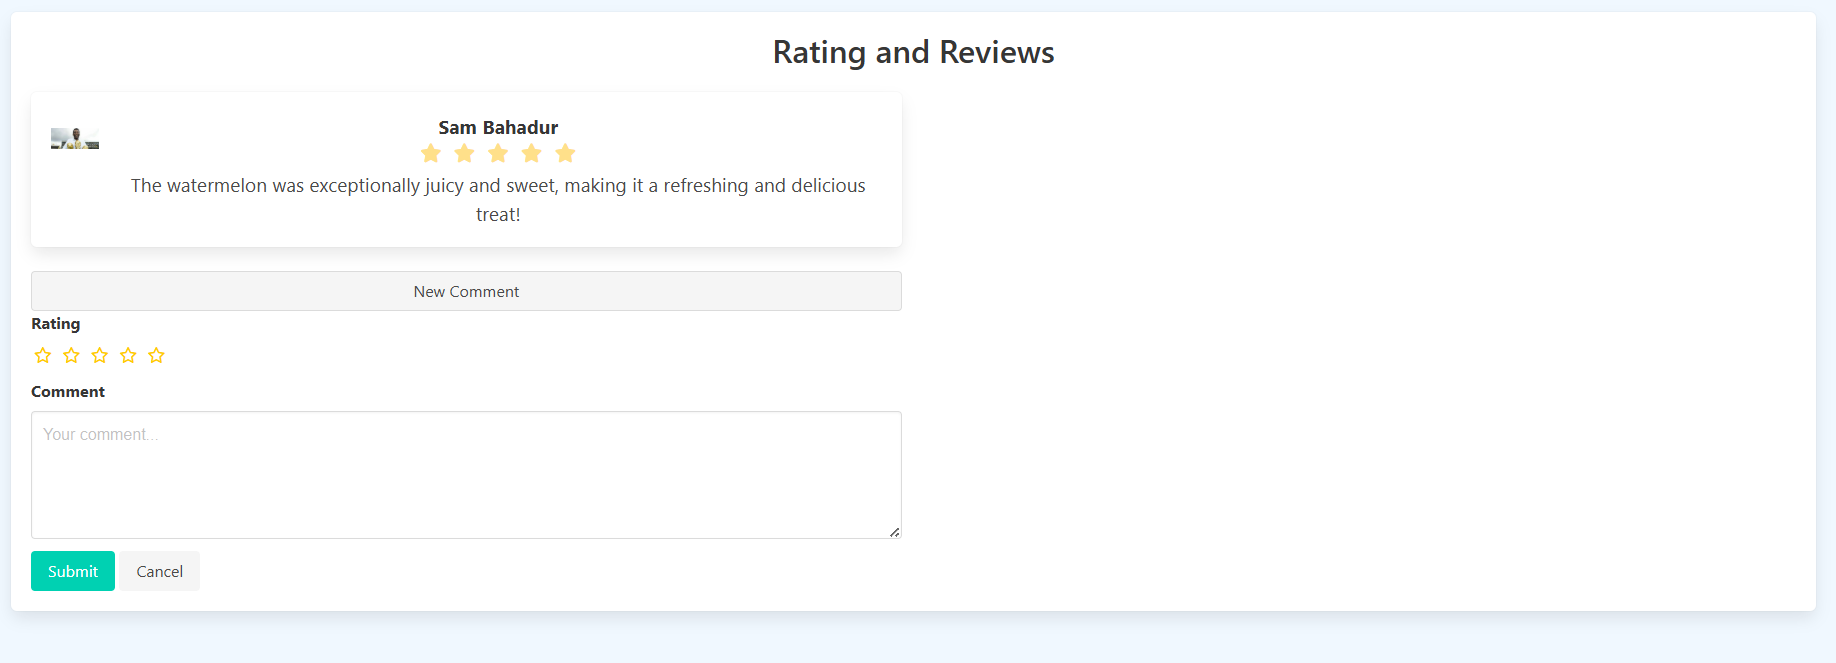 Rating and Reviews
Sam Bahadur
The watermelon was exceptionally juicy and sweet, making it a refreshing and delicious
treat!
New Comment
Rating
Comment
Your comment...
Submit Cancel